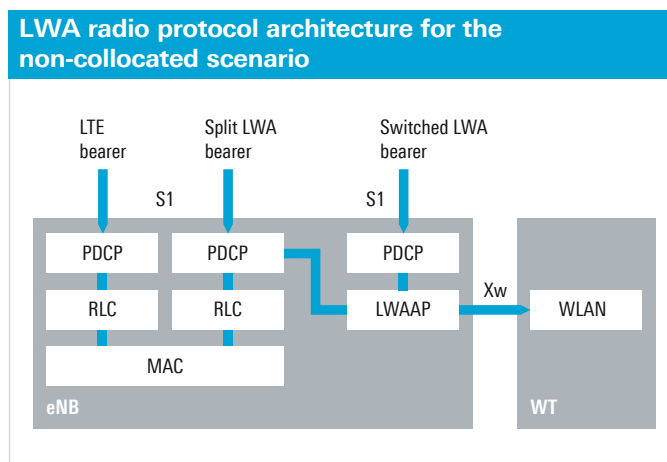 LWA radio protocol architecture for the
non-collocated scenario
LTE
bearer
Split LWA
bearer
Switched LWA
bearer
S1
S1
PDCP
PDCP
PDCP
Xw
RLC
RLC
LWAAP
WLAN
MAC
eNB
WT